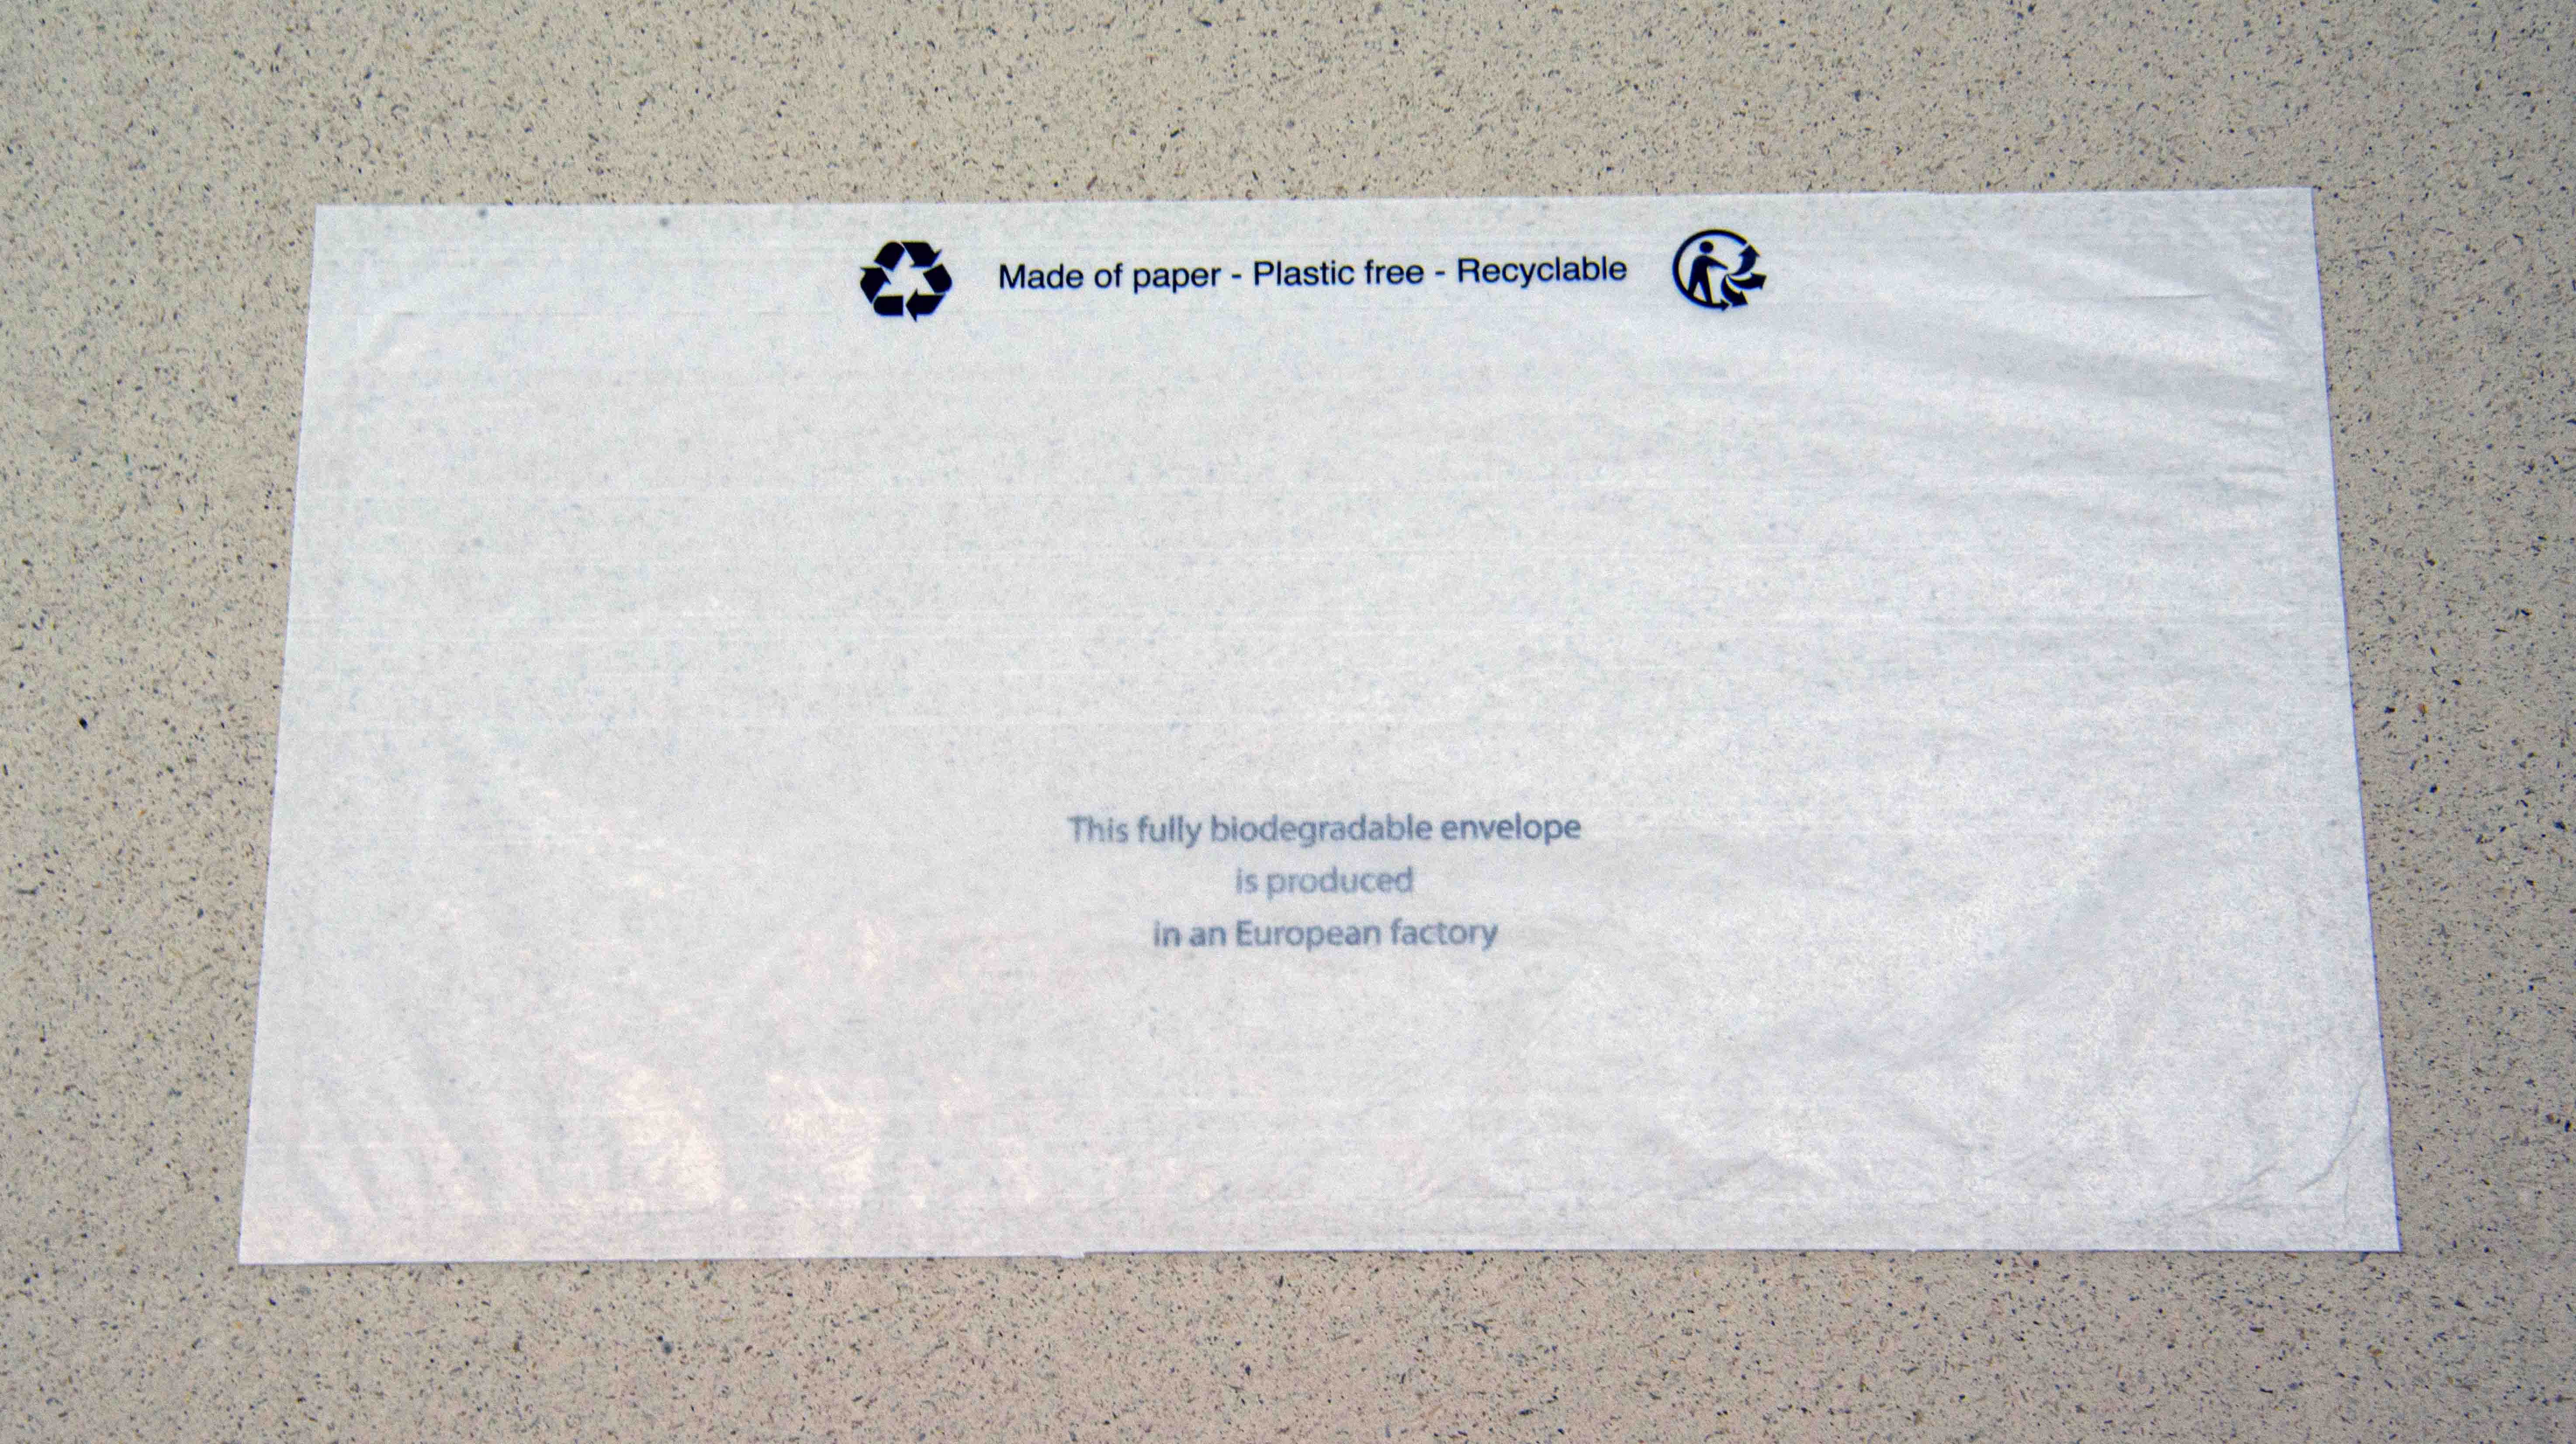 Made of paper - Plastic free - Recyclable
This fully biodegradable envelope
is produced
in an European factory